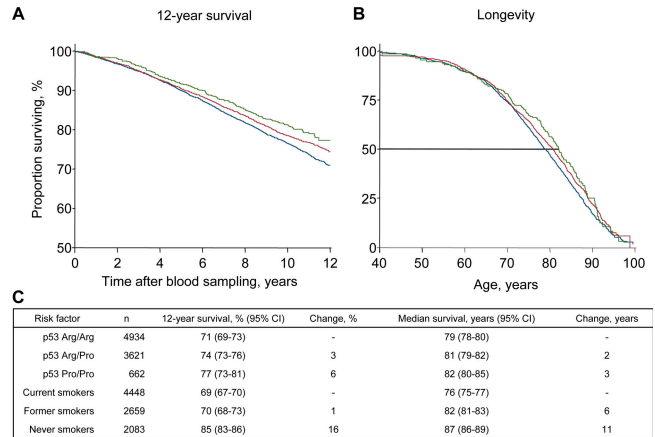 A 12-year survival
B Longevity
Proportion surviving, %
100
90
80
70
60
50
0 2 4 6 8 10 12
Time after blood sampling, years
100
75
50
25
0
40 50 60 70 80 90 100
Age, years
C
Risk factor n 12-year survival, % (95% CI) Change, % Median survival, years (95% CI) Change, years
p53 Arg/Arg 4934 71 (69-73) - 79 (78-80) -
p53 Arg/Pro 3621 74 (73-76) 3 81 (79-82) 2
p53 Pro/Pro 662 77 (73-81) 6 82 (80-85) 3
Current smokers 4448 69 (67-70) - 76 (75-77) -
Former smokers 2659 70 (68-73) 1 82 (81-83) 6
Never smokers 2083 85 (83-86) 16 87 (86-89) 11